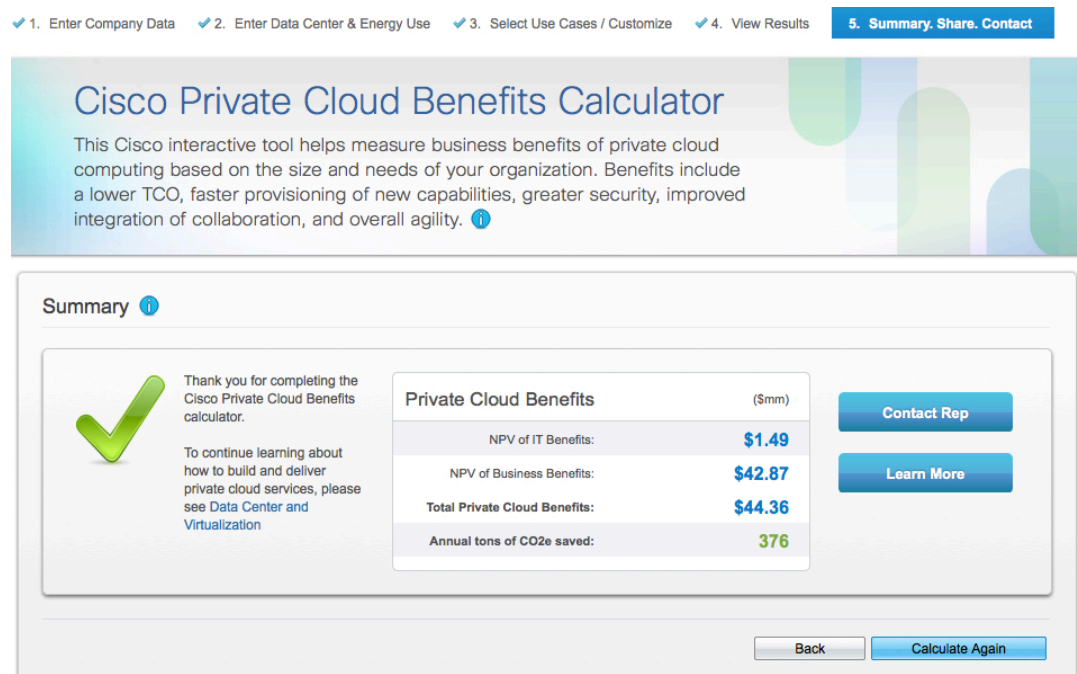 1. Enter Company Data 2. Enter Data Center & Energy Use 3. Select Use Cases / Customize 4. View Results 5. Summary. Share. Contact
Cisco Private Cloud Benefits Calculator
This Cisco interactive tool helps measure business benefits of private cloud
computing based on the size and needs of your organization. Benefits include
a lower TCO, faster provisioning of new capabilities, greater security, improved
integration of collaboration, and overall agility. i
Summary i
Thank you for completing the
Cisco Private Cloud Benefits
calculator.
To continue learning about
how to build and deliver
private cloud services, please
see Data Center and
Virtualization
Private Cloud Benefits ($mm)
NPV of IT Benefits: $1.49
NPV of Business Benefits: $42.87
Total Private Cloud Benefits: $44.36
Annual tons of CO2e saved: 376
Contact Rep
Learn More
Back Calculate Again